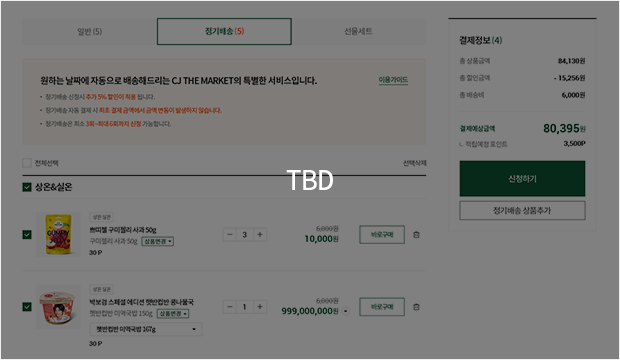 일반 (5)
정기배송 (5)
선물세트
원하는 날짜에 자동으로 배송해드리는 CJ THE MARKET의 특별한 서비스입니다.
이용가이드
• 정기배송 신청시 추가 5% 할인이 적용 됩니다.
• 정기배송 자동 결제 시 최초 결제 금액에서 금액 변동이 발생하지 않습니다.
• 정기배송은 최소 3회~최대 6회까지 신청 가능합니다.
전체선택
선택삭제
상온&실온
TBD
상온·실온
쁘띠첼 구미젤리 사과 50g
구미젤리 사과 50g 상품변경
30 P
− 3 +
6,000원
10,000원
바로구매
상온·실온
박보검 스페셜 에디션 햇반컵반 콩나물국
햇반컵반 미역국밥 150g 상품변경
햇반컵반 미역국밥 167g
30 P
− 1 +
6,000원
999,000,000원
바로구매
결제정보 (4)
총 상품금액 84,130원
총 할인금액 - 15,256원
총 배송비 6,000원
결제예상금액 80,395원
ㄴ 적립예정 포인트 3,500P
신청하기
정기배송 상품추가